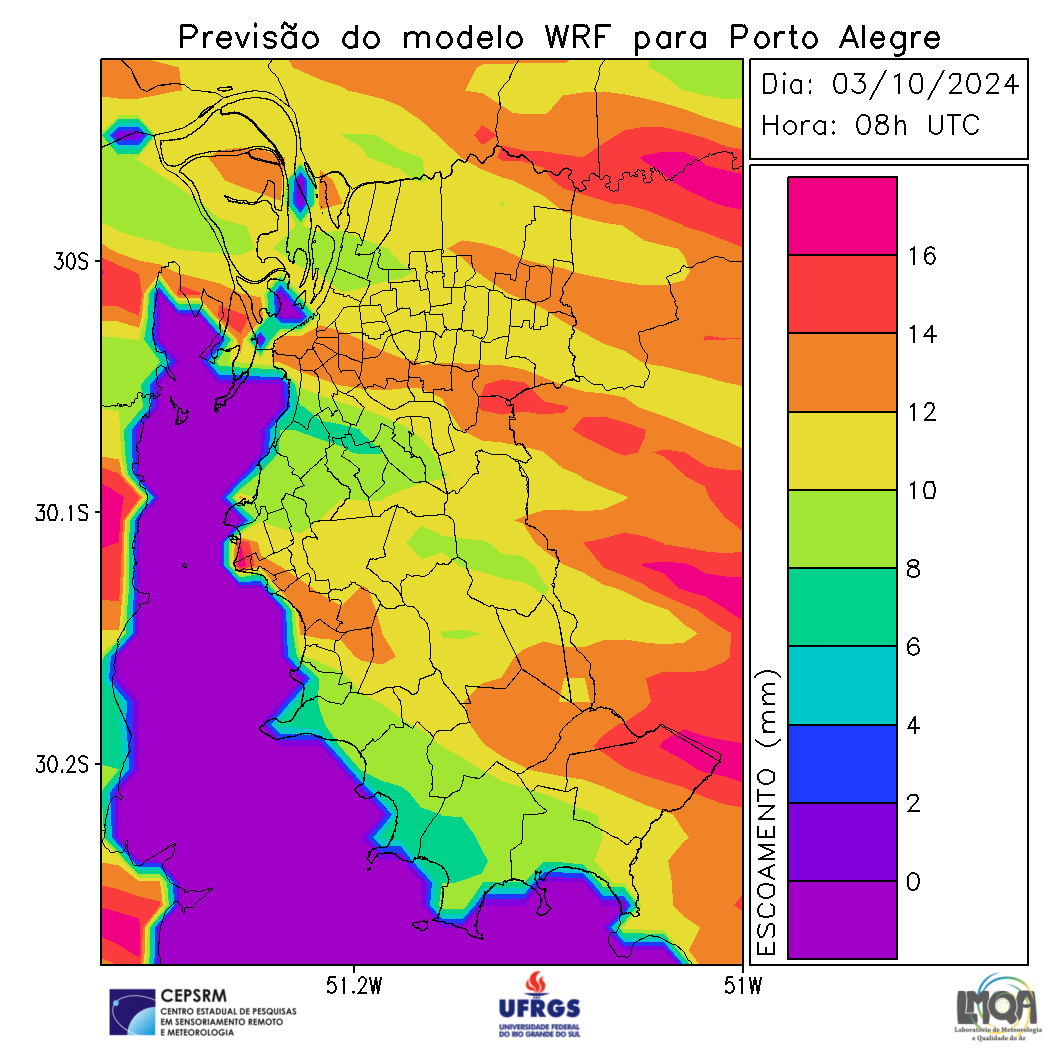 Previsão do modelo WRF para Porto Alegre
Dia: 03/10/2024
Hora: 08h UTC
30S
30.1S
30.2S
51.2W
51W
ESCOAMENTO (mm)
16
14
12
10
8
6
4
2
0
CEPSRM
CENTRO ESTADUAL DE PESQUISAS
EM SENSORIAMENTO REMOTO
E METEOROLOGIA
UFRGS
UNIVERSIDADE FEDERAL
DO RIO GRANDE DO SUL
LMQA
Laboratório de Meteorologia
e Qualidade do Ar